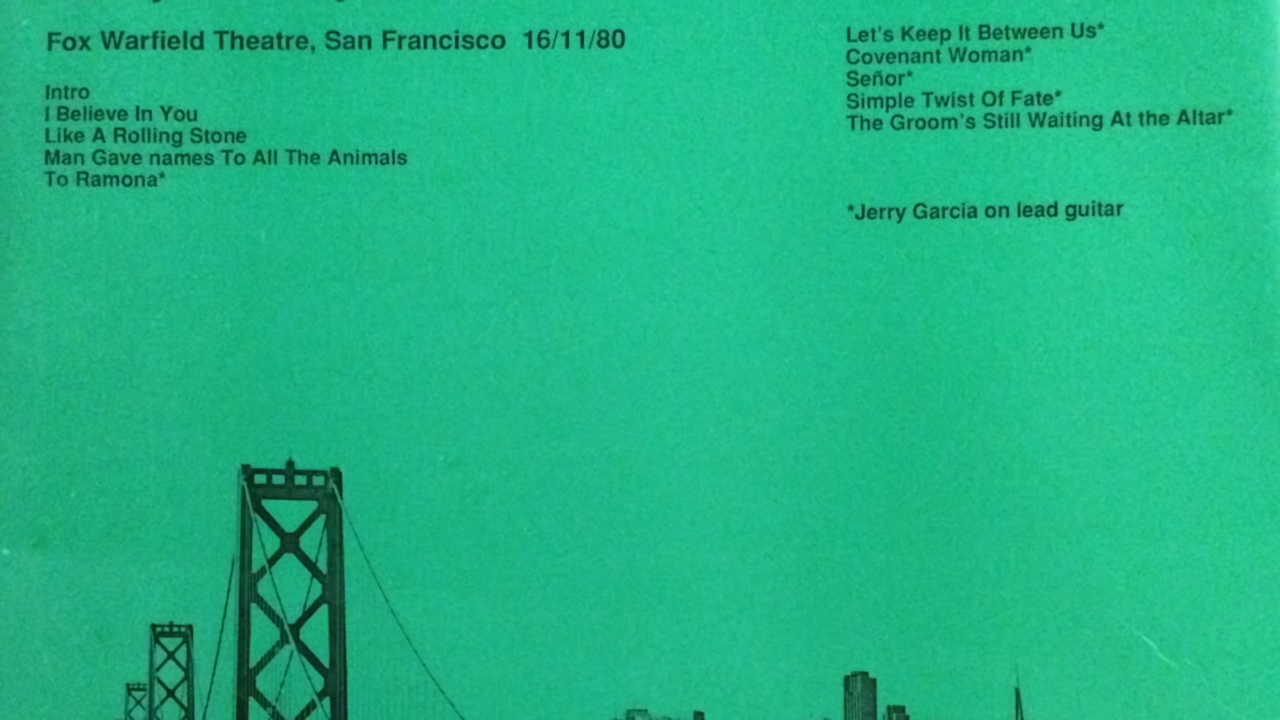 Fox Warfield Theatre, San Francisco 16/11/80
Intro
I Believe In You
Like A Rolling Stone
Man Gave names To All The Animals
To Ramona*
Let's Keep It Between Us*
Covenant Woman*
Señor*
Simple Twist Of Fate*
The Groom's Still Waiting At the Altar*
*Jerry Garcia on lead guitar